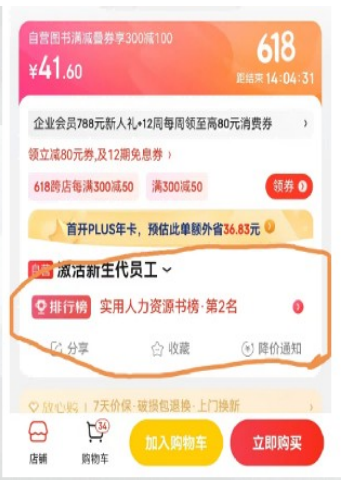 自营图书满减叠券享300减100
618
¥41.60
距结束 14:04:31
企业会员788元新人礼+12周每周领至高80元消费券 ›
领立减80元券,及12期免息券 ›
618跨店每满300减50 满300减50 领券
首开PLUS年卡，预估此单额外省36.83元
自营 激活新生代员工
排行榜 实用人力资源书榜·第2名
分享 收藏 降价通知
放心购 | 7天价保·破损包退换·上门换新 ›
34
店铺 购物车 加入购物车 立即购买